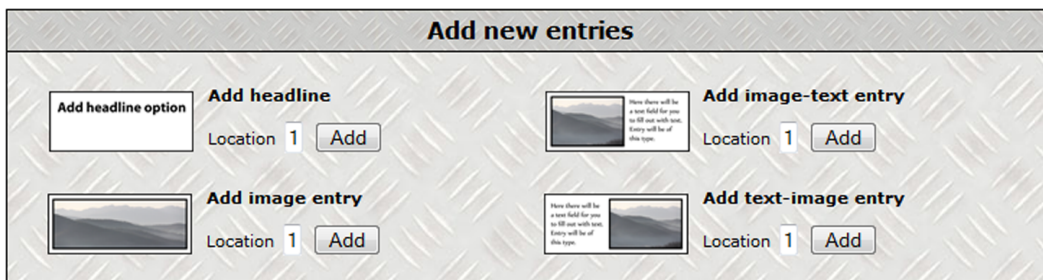 Add new entries
Add headline option
Add headline
Location 1 Add
Here there will be
a text field for you
to fill out with text.
Entry will be of
this type.
Add image-text entry
Location 1 Add
Add image entry
Location 1 Add
Here there will be
a text field for you
to fill out with text.
Entry will be of
this type.
Add text-image entry
Location 1 Add